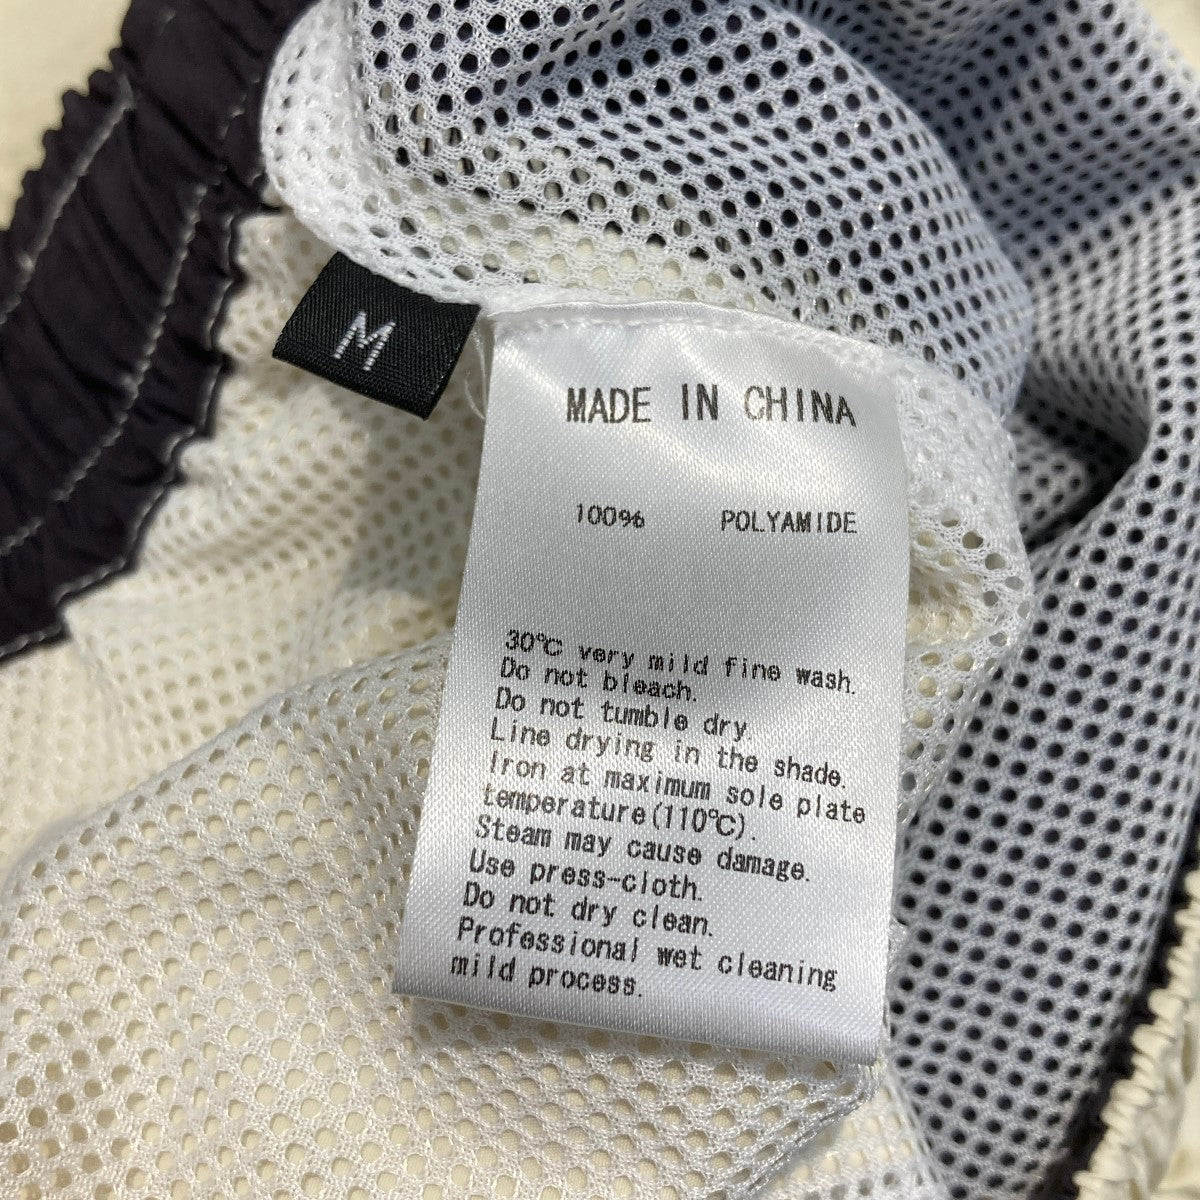 M
MADE IN CHINA
100% POLYAMIDE
30℃ very mild fine wash.
Do not bleach.
Do not tumble dry
Line drying in the shade.
Iron at maximum sole plate
temperature(110℃).
Steam may cause damage.
Use press-cloth.
Do not dry clean.
Professional wet cleaning
mild process.